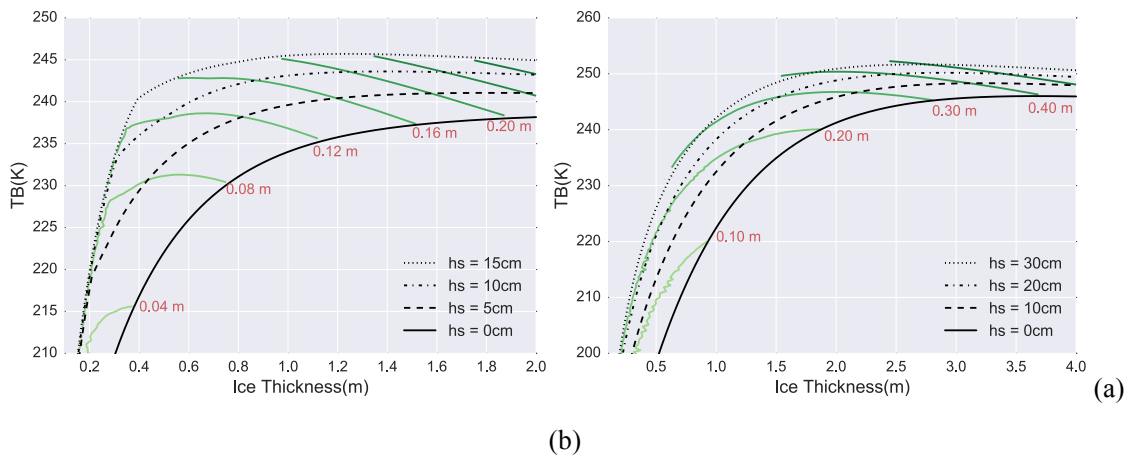 250
245
240
235
230
225
220
215
210
TB(K)
0.2 0.4 0.6 0.8 1.0 1.2 1.4 1.6 1.8 2.0
Ice Thickness(m)
0.04 m
0.08 m
0.12 m
0.16 m
0.20 m
hs = 15cm
hs = 10cm
hs = 5cm
hs = 0cm
260
250
240
230
220
210
200
TB(K)
0.5 1.0 1.5 2.0 2.5 3.0 3.5 4.0
Ice Thickness(m)
0.10 m
0.20 m
0.30 m
0.40 m
hs = 30cm
hs = 20cm
hs = 10cm
hs = 0cm
(a)
(b)